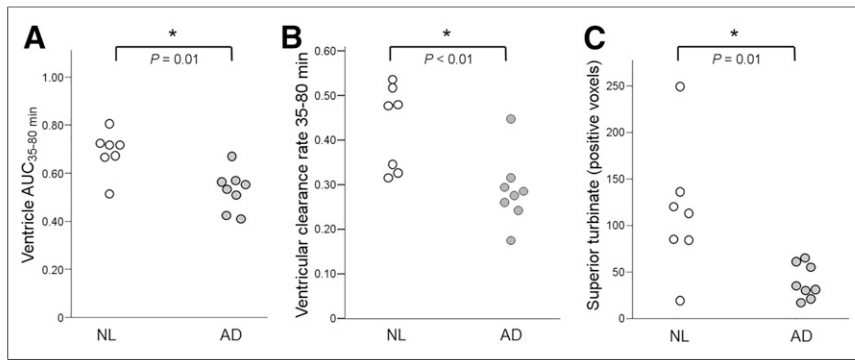 A
*
P = 0.01
Ventricle AUC35-80 min
1.00
0.80
0.60
0.40
0.20
0
NL
AD
B
*
P < 0.01
Ventricular clearance rate 35-80 min
0.60
0.50
0.40
0.30
0.20
0.10
0
NL
AD
C
*
P = 0.01
Superior turbinate (positive voxels)
250
200
150
100
50
0
NL
AD